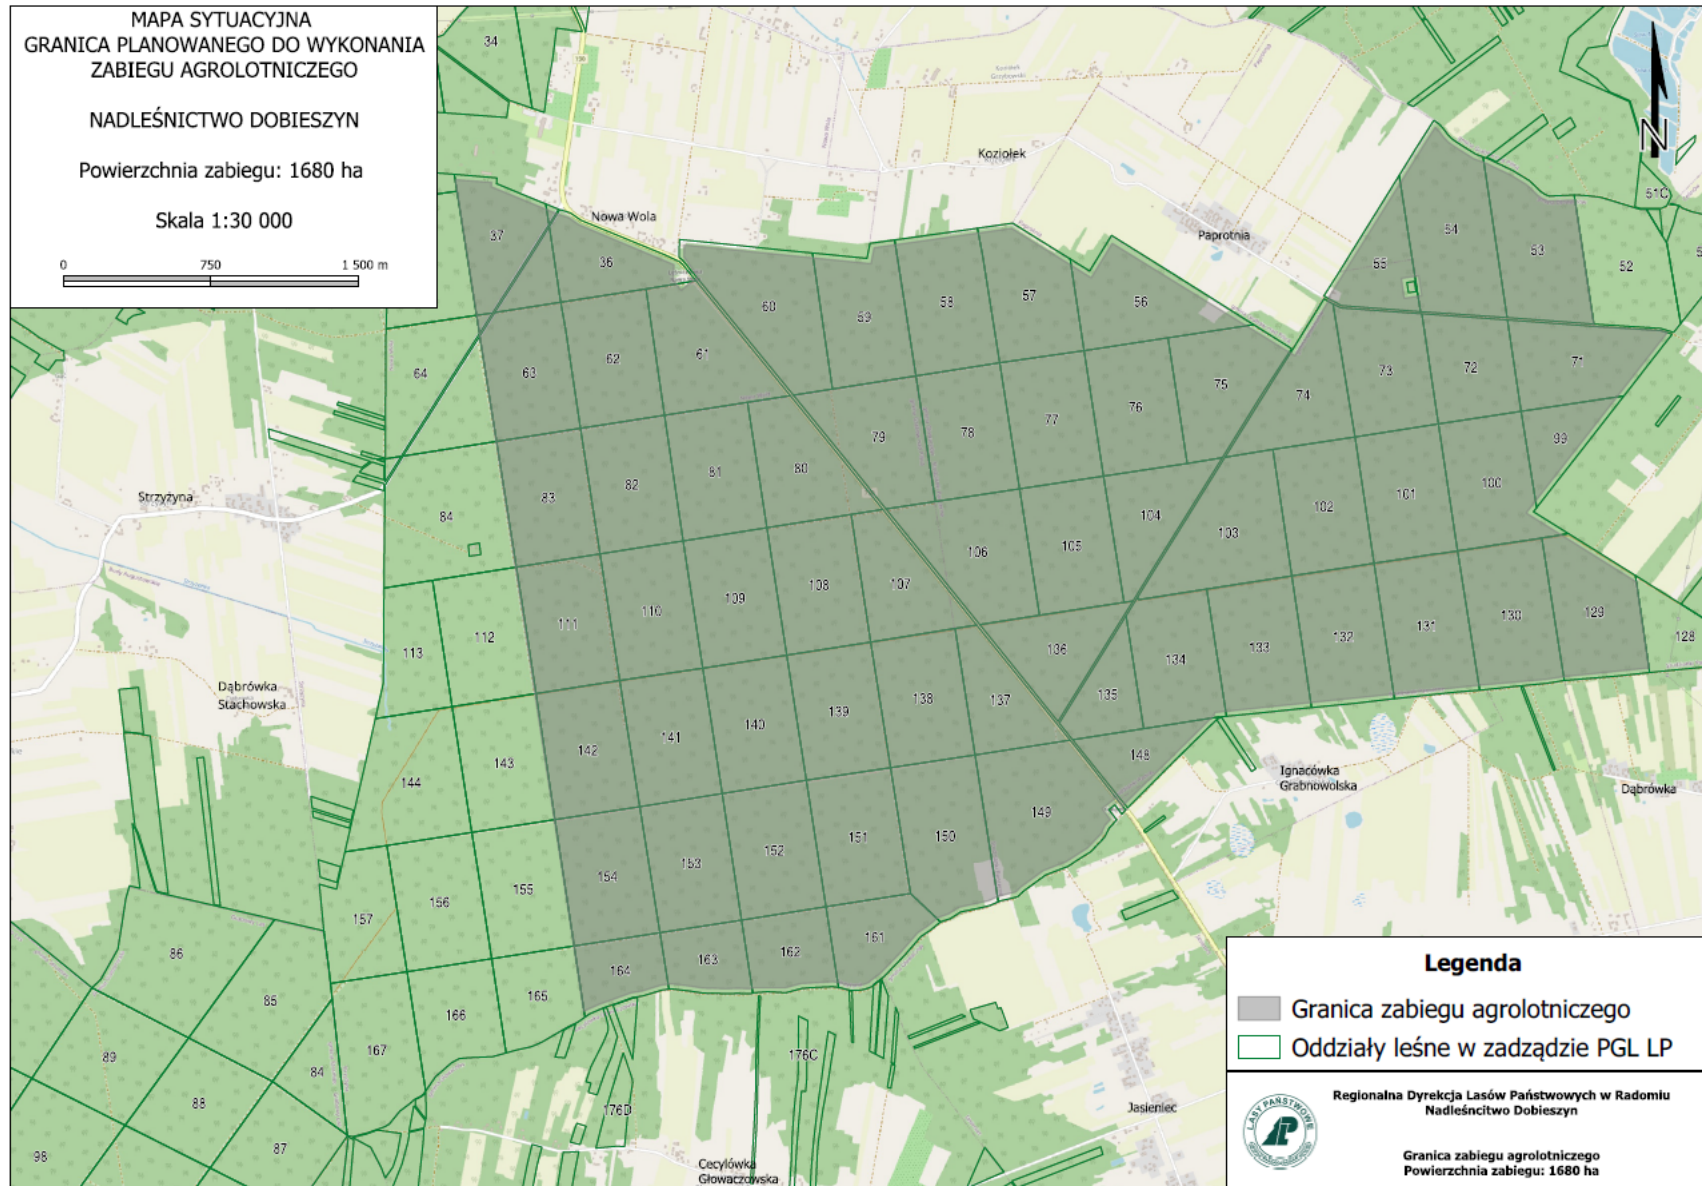 MAPA SYTUACYJNA
GRANICA PLANOWANEGO DO WYKONANIA
ZABIEGU AGROLOTNICZEGO
NADLEŚNICTWO DOBIESZYN
Powierzchnia zabiegu: 1680 ha
Skala 1:30 000
0 750 1 500 m
34
Koziołek
51C
Nowa Wola
Paprotnia
37
36
60
59
58
57
56
55
54
53
52
64
63
62
61
75
74
73
72
71
84
83
82
81
80
79
78
77
76
99
Strzyżyna
106
105
104
103
102
101
100
113
112
111
110
109
108
107
136
134
133
132
131
130
129
128
Dąbrówka
Stachowska
144
143
142
141
140
139
138
137
135
148
Ignacówka
Grabnowolska
Dąbrówka
157
156
155
154
153
152
151
150
149
86
85
166
165
164
163
162
161
89
88
84
167
176C
176D
98
87
Jasieniec
Cecylówka
Głowaczowska
Legenda
Granica zabiegu agrolotniczego
Oddziały leśne w zadządzie PGL LP
LASY PAŃSTWOWE
Regionalna Dyrekcja Lasów Państwowych w Radomiu
Nadleśncitwo Dobieszyn
Granica zabiegu agrolotniczego
Powierzchnia zabiegu: 1680 ha
N